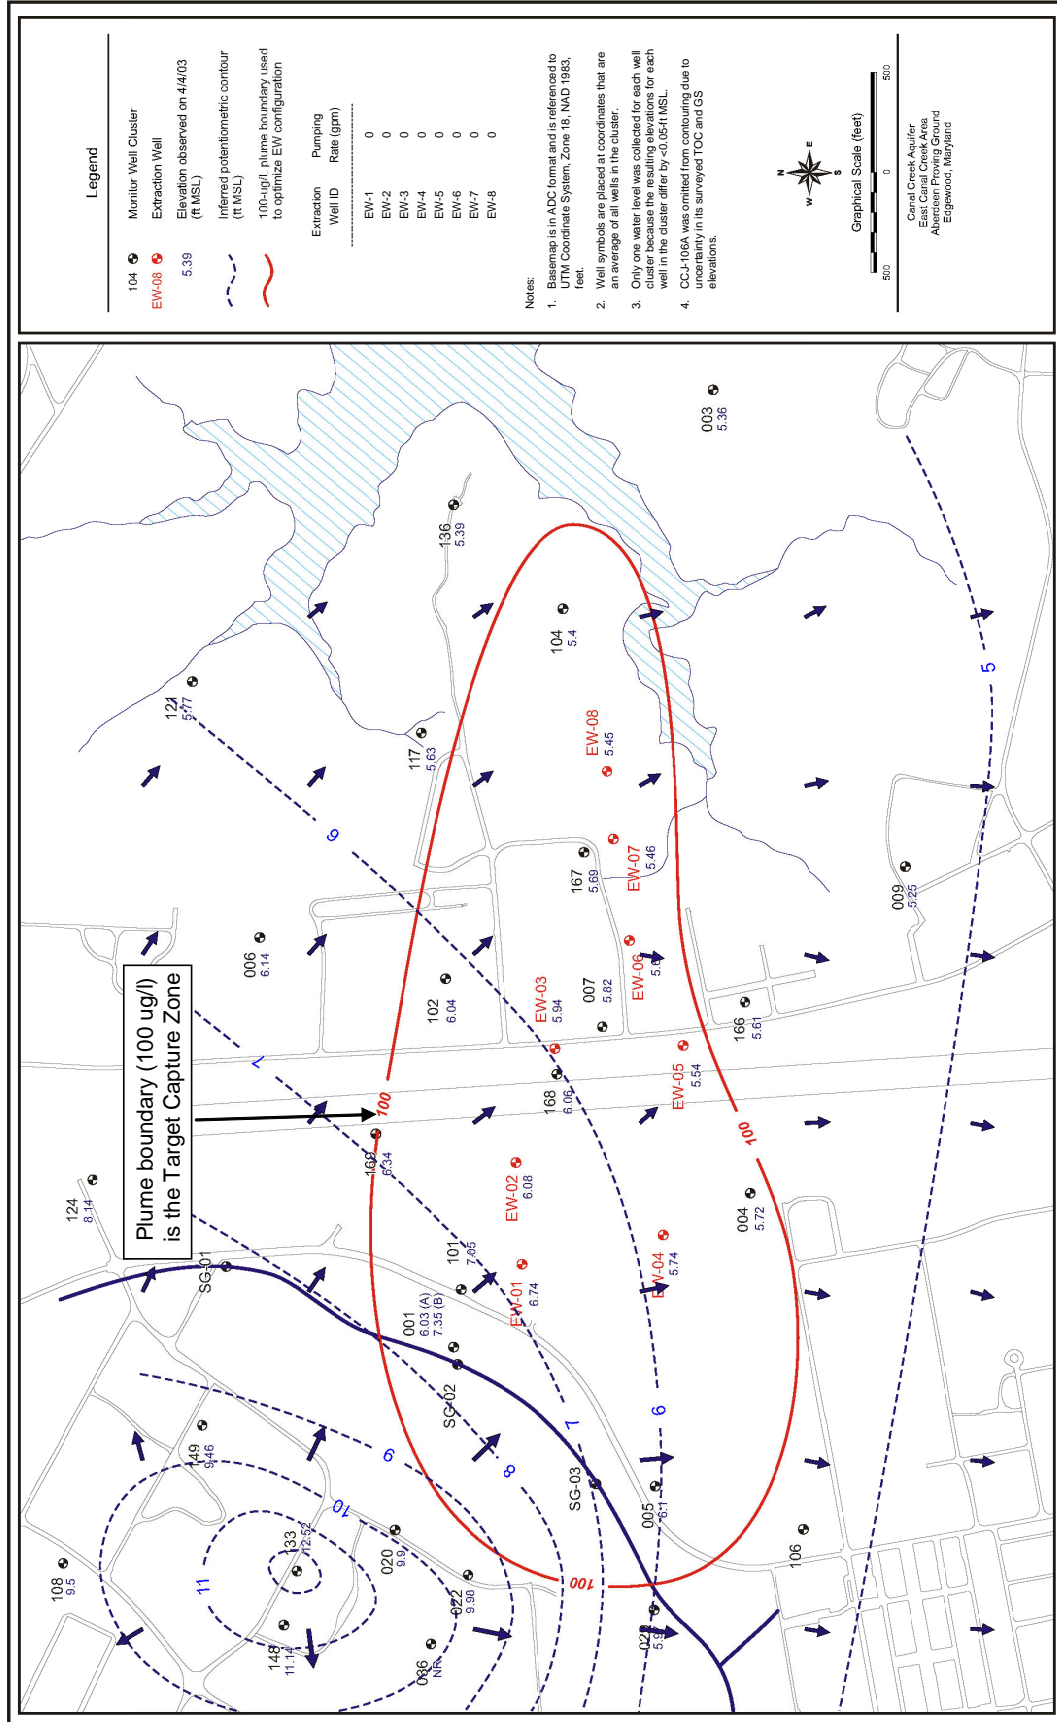 Legend
104 Monitor Well Cluster
EW-08 Extraction Well
5.39 Elevation observed on 4/4/03
(ft MSL)
Inferred potentiometric contour
(ft MSL)
100-ug/L plume boundary used
to optimize EW configuration
Extraction Pumping
Well ID Rate (gpm)
EW-1 0
EW-2 0
EW-3 0
EW-4 0
EW-5 0
EW-6 0
EW-7 0
EW-8 0
Notes:
1. Basemap is in ADC format and is referenced to
UTM Coordinate System, Zone 18, NAD 1983,
feet.
2. Well symbols are placed at coordinates that are
an average of all wells in the cluster.
3. Only one water level was collected for each well
cluster because the resulting elevations for each
well in the cluster differ by <0.05-ft MSL.
4. CCJ-106A was omitted from contouring due to
uncertainty in its surveyed TOC and GS
elevations.
N
W E
S
Graphical Scale (feet)
500 0 500
Canal Creek Aquifer
East Canal Creek Area
Aberdeen Proving Ground
Edgewood, Maryland
Plume boundary (100 ug/l)
is the Target Capture Zone
003
5.36
136
5.39
104
5.4
121
5.77
117
5.63
EW-08
5.45
EW-07
5.46
167
5.69
009
5.25
006
6.14
102
6.04
EW-03
5.94
007
5.82
EW-06
166
5.61
168
6.06
EW-05
5.54
169
6.34
124
8.14
EW-02
6.08
004
5.72
101
7.05
EW-01
6.74
EW-04
5.74
SG-01
001
6.03 (A)
7.35 (B)
SG-02
149
9.46
SG-03
005
6.1
106
133
12.52
020
9.9
022
9.98
108
9.5
148
11.14
036
NR
5
6
7
8
9
10
11
7
6
100
100
100